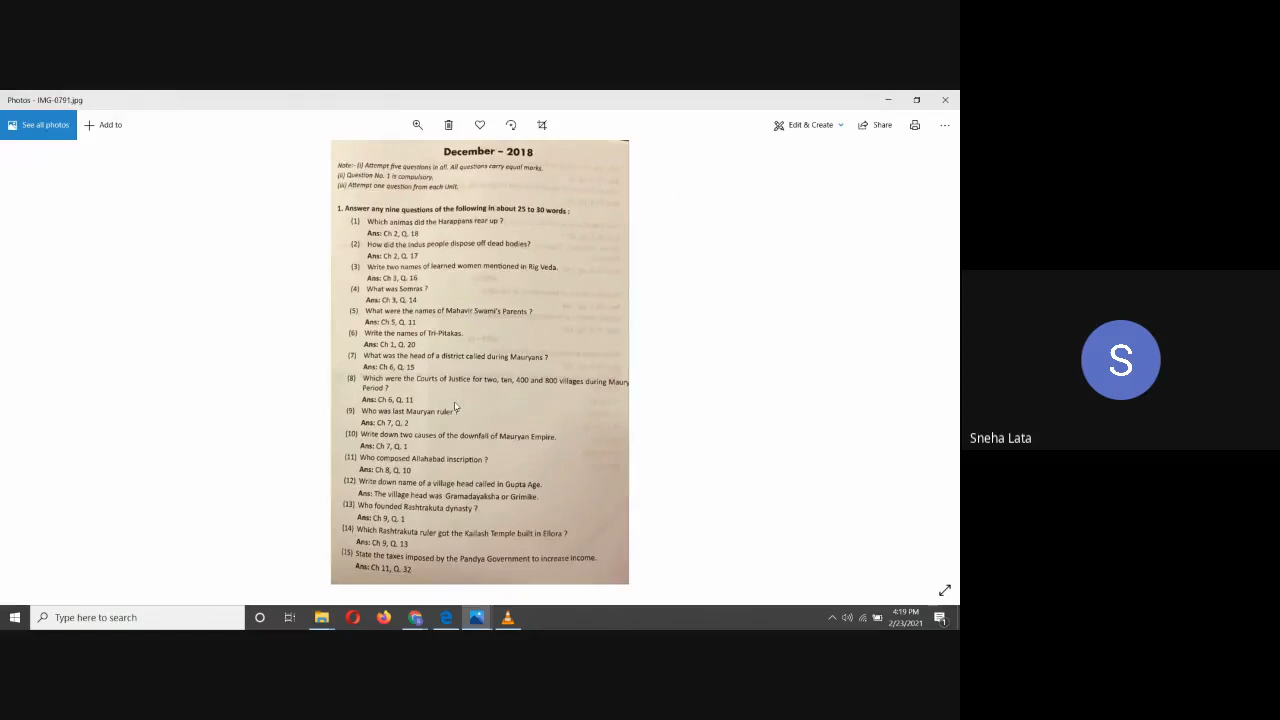 Photos - IMG-0791.jpg
See all photos
Add to
Edit & Create
Share
December – 2018
Note:- (i) Attempt five questions in all. All questions carry equal marks.
(ii) Question No. 1 is compulsory.
(iii) Attempt one question from each Unit.
1. Answer any nine questions of the following in about 25 to 30 words :
(1) Which animas did the Harappans rear up ?
Ans: Ch 2, Q. 18
(2) How did the Indus people dispose off dead bodies?
Ans: Ch 2, Q. 17
(3) Write two names of learned women mentioned in Rig Veda.
Ans: Ch 3, Q. 16
(4) What was Somras ?
Ans: Ch 3, Q. 14
(5) What were the names of Mahavir Swami's Parents ?
Ans: Ch 5, Q. 11
(6) Write the names of Tri-Pitakas.
Ans: Ch 1, Q. 20
(7) What was the head of a district called during Mauryans ?
Ans: Ch 6, Q. 15
(8) Which were the Courts of Justice for two, ten, 400 and 800 villages during Maury
Period ?
Ans: Ch 6, Q. 11
(9) Who was last Mauryan ruler ?
Ans: Ch 7, Q. 2
(10) Write down two causes of the downfall of Mauryan Empire.
Ans: Ch 7, Q. 1
(11) Who composed Allahabad inscription ?
Ans: Ch 8, Q. 10
(12) Write down name of a village head called in Gupta Age.
Ans: The village head was Gramadayaksha or Grimike.
(13) Who founded Rashtrakuta dynasty ?
Ans: Ch 9, Q. 1
(14) Which Rashtrakuta ruler got the Kailash Temple built in Ellora ?
Ans: Ch 9, Q. 13
(15) State the taxes imposed by the Pandya Government to increase income.
Ans: Ch 11, Q. 32
S
Sneha Lata
Type here to search
4:19 PM
2/23/2021